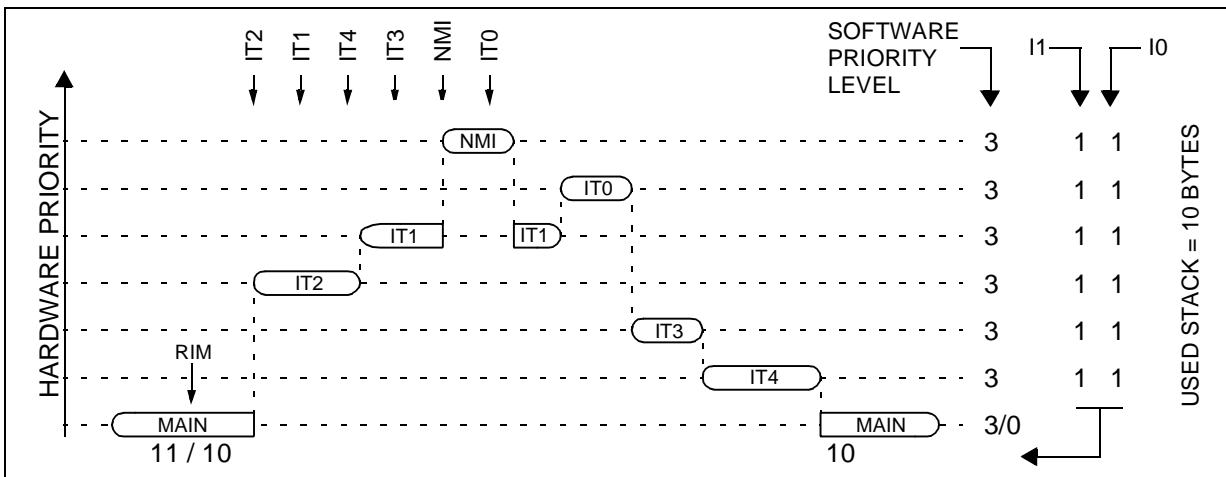 IT2
IT1
IT4
IT3
NMI
IT0
SOFTWARE
PRIORITY
LEVEL
I1
I0
HARDWARE PRIORITY
NMI
3
1 1
IT0
3
1 1
IT1
IT1
3
1 1
IT2
3
1 1
IT3
3
1 1
RIM
IT4
3
1 1
MAIN
MAIN
3/0
11 / 10
10
USED STACK = 10 BYTES